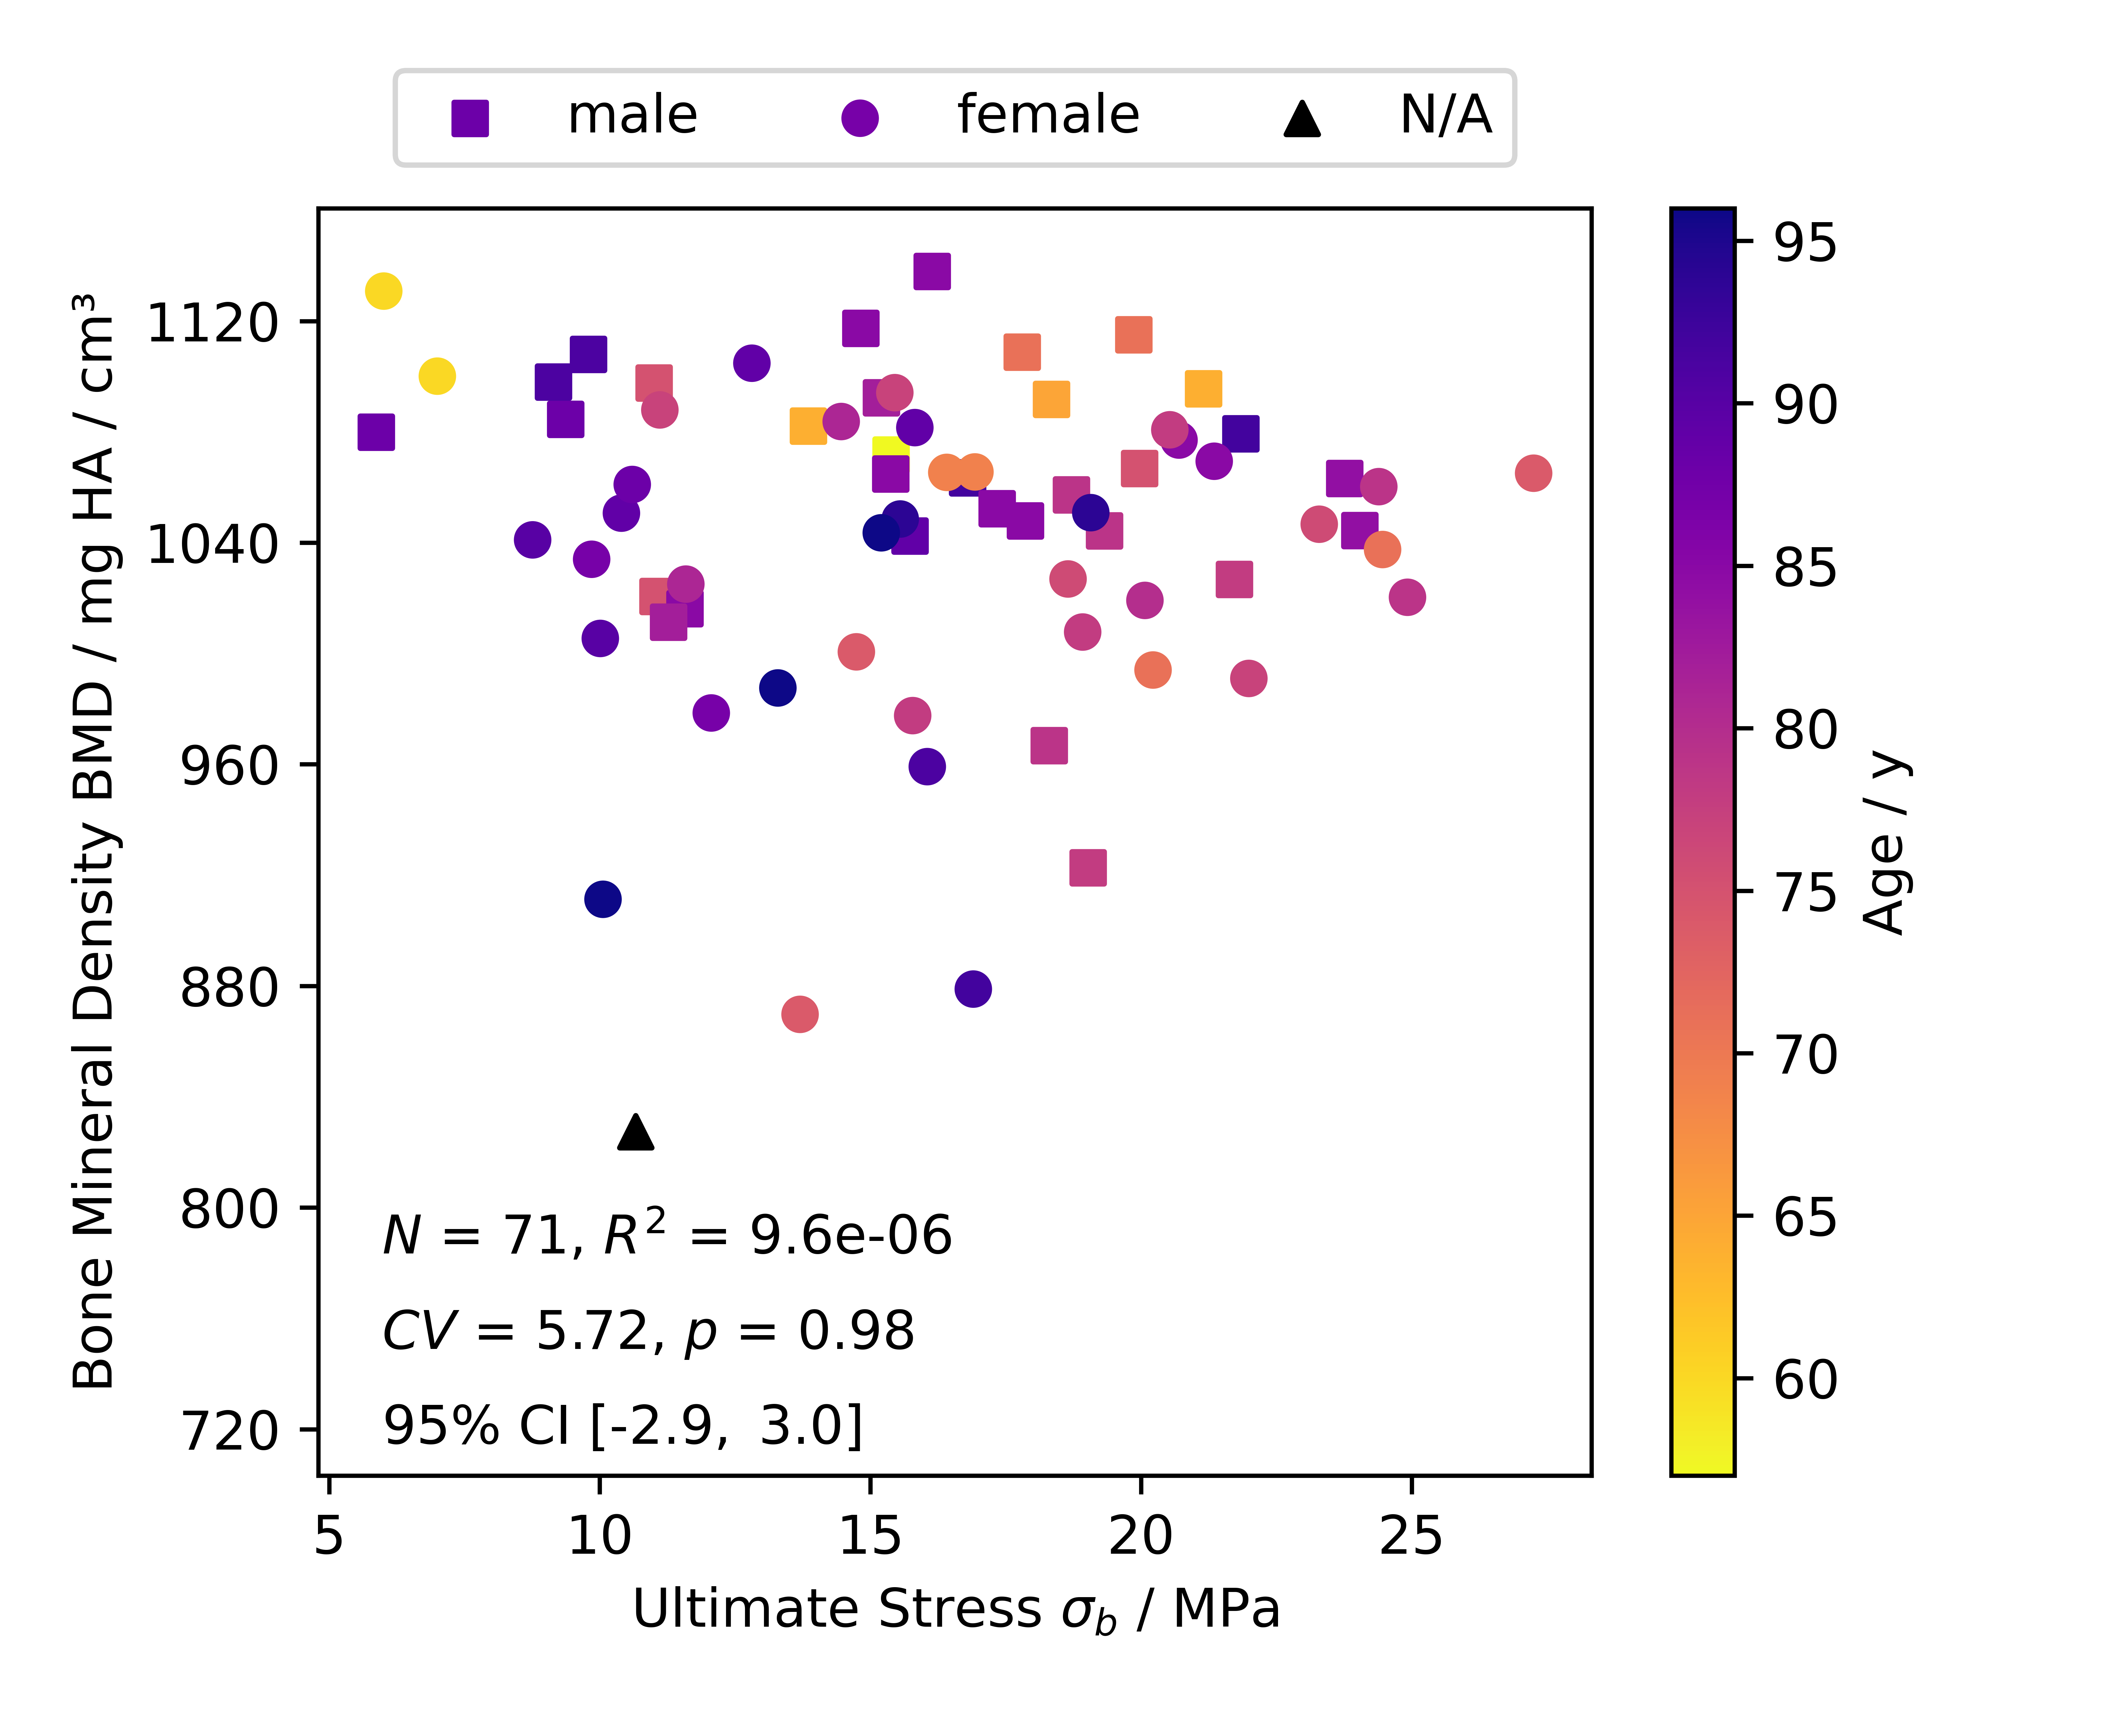 male female N/A
Bone Mineral Density BMD / mg HA / cm³
1120
1040
960
880
800
720
N = 71, R² = 9.6e-06
CV = 5.72, p = 0.98
95% CI [-2.9, 3.0]
5 10 15 20 25
Ultimate Stress σ_b / MPa
95
90
85
80
75
70
65
60
Age / y